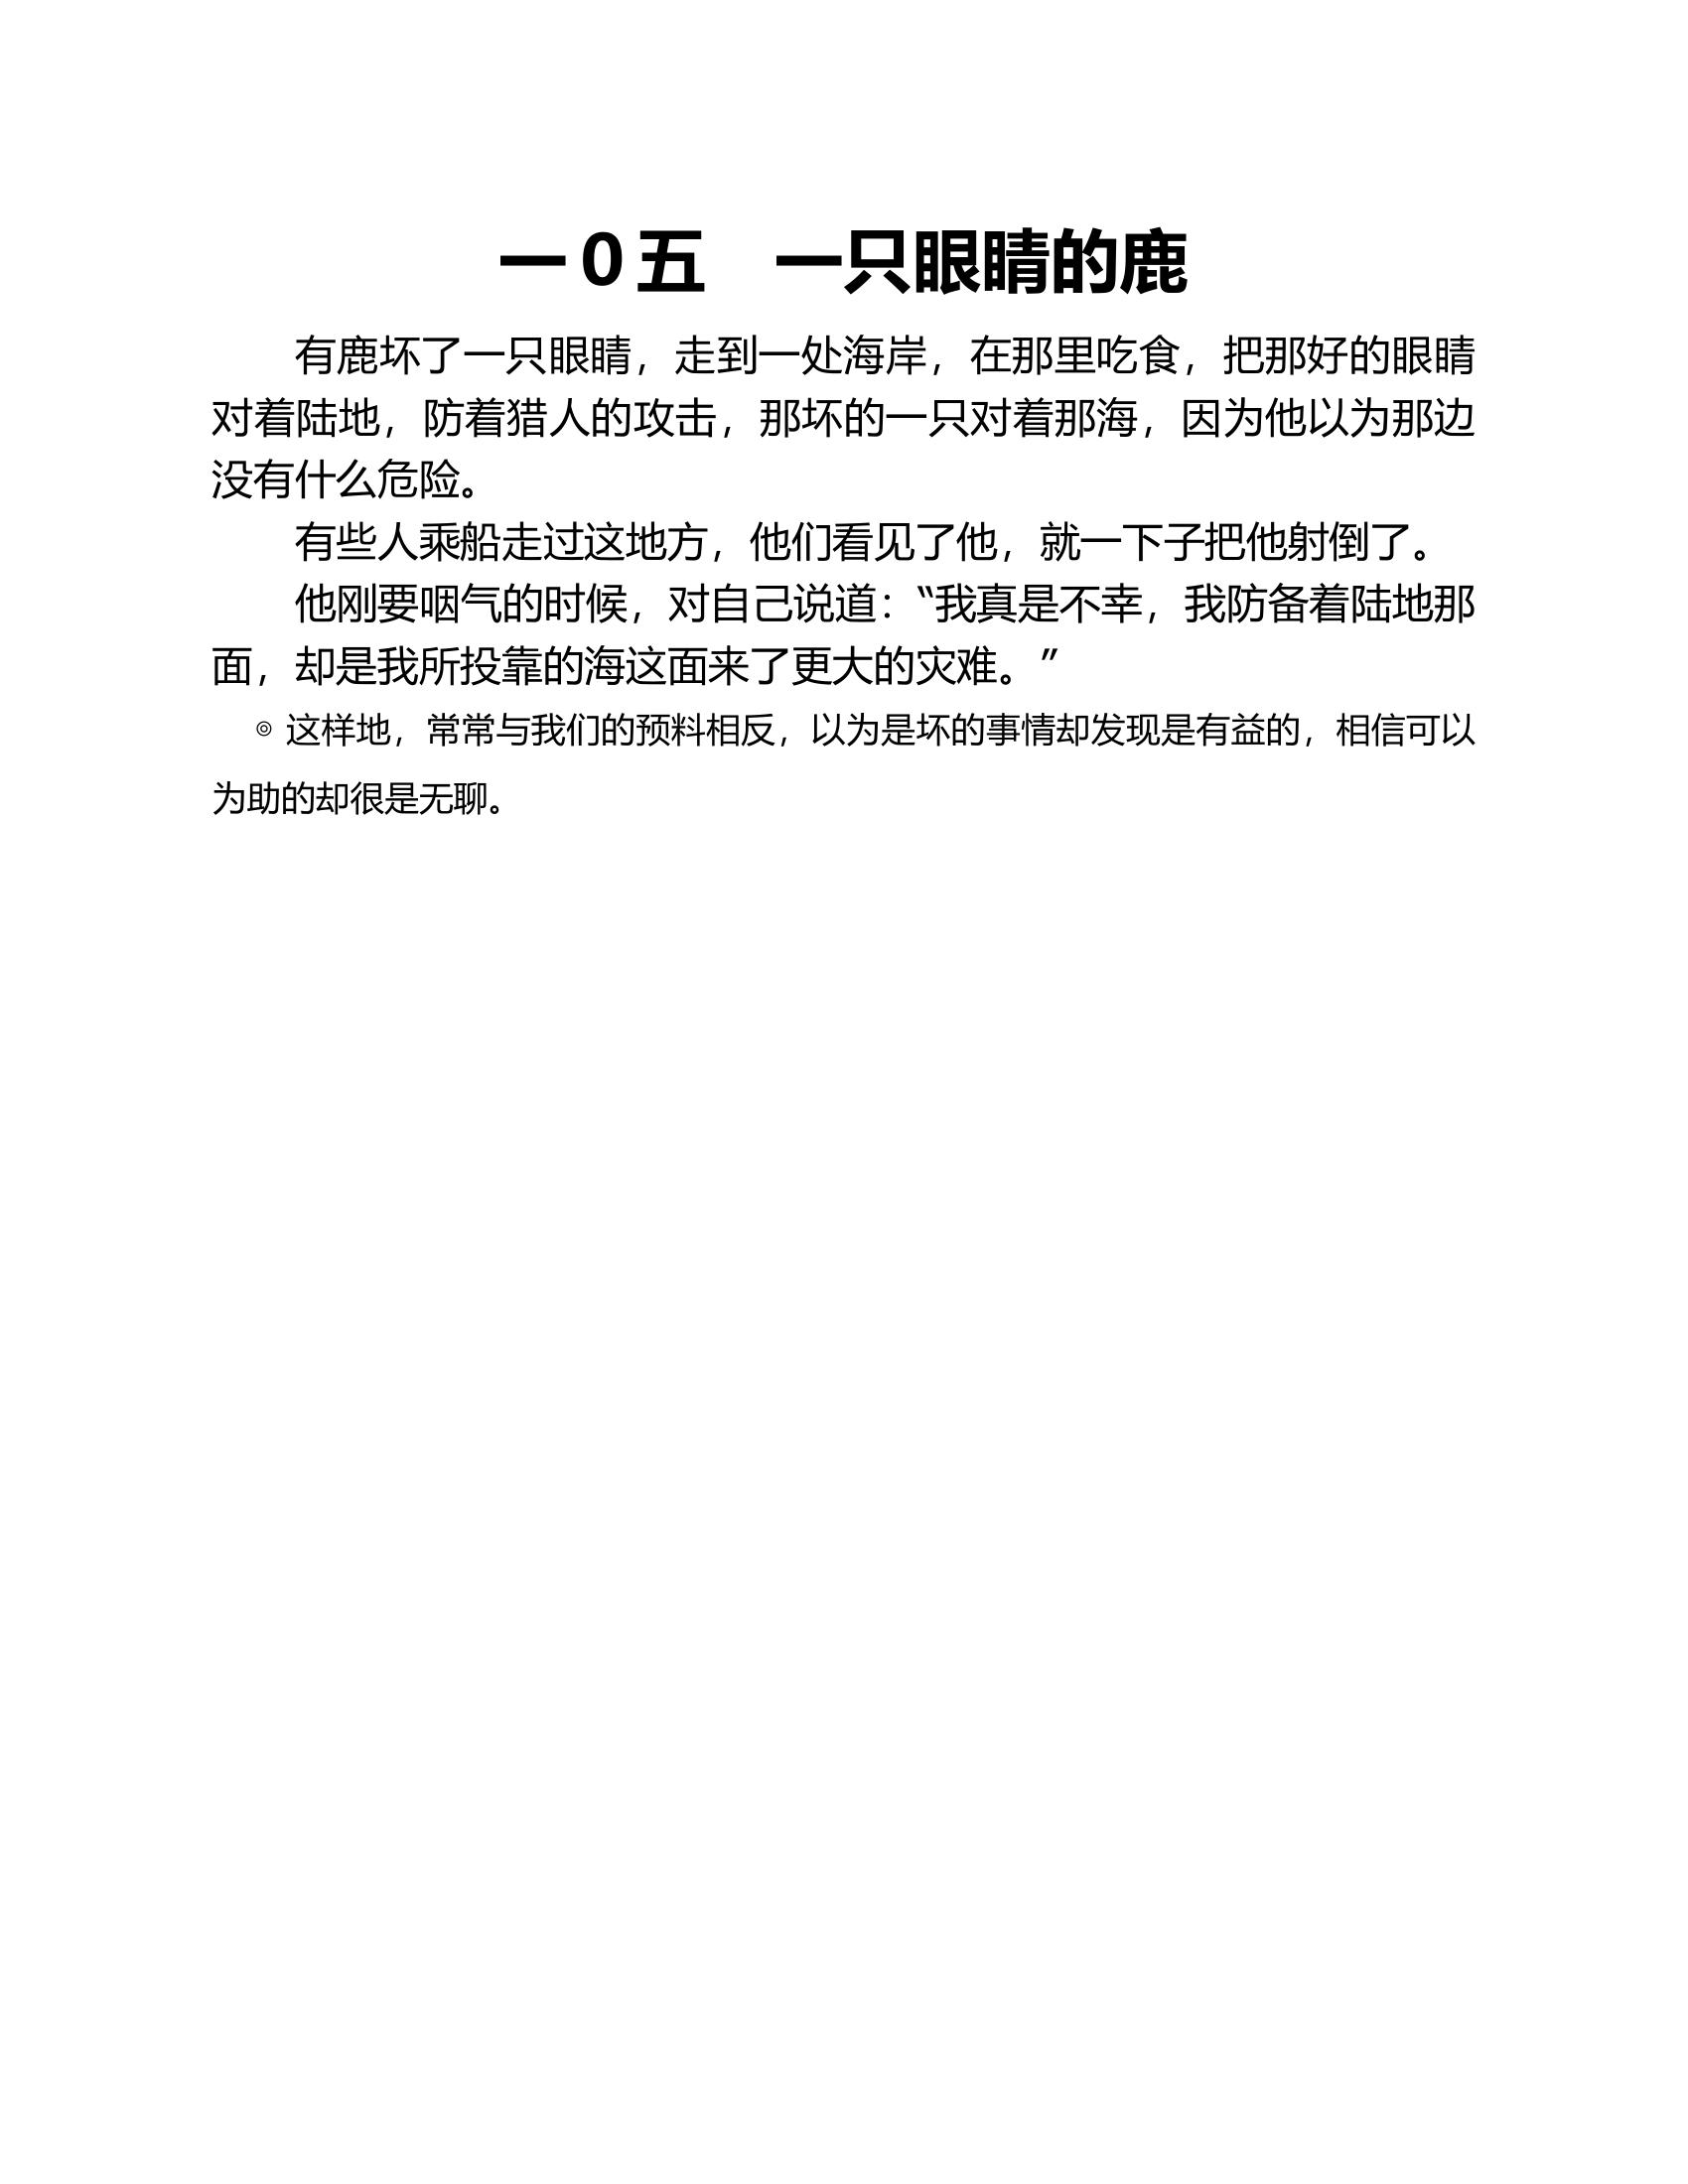 一0五　一只眼睛的鹿
有鹿坏了一只眼睛，走到一处海岸，在那里吃食，把那好的眼睛
对着陆地，防着猎人的攻击，那坏的一只对着那海，因为他以为那边
没有什么危险。
有些人乘船走过这地方，他们看见了他，就一下子把他射倒了。
他刚要咽气的时候，对自己说道：“我真是不幸，我防备着陆地那
面，却是我所投靠的海这面来了更大的灾难。”
◎ 这样地，常常与我们的预料相反，以为是坏的事情却发现是有益的，相信可以
为助的却很是无聊。